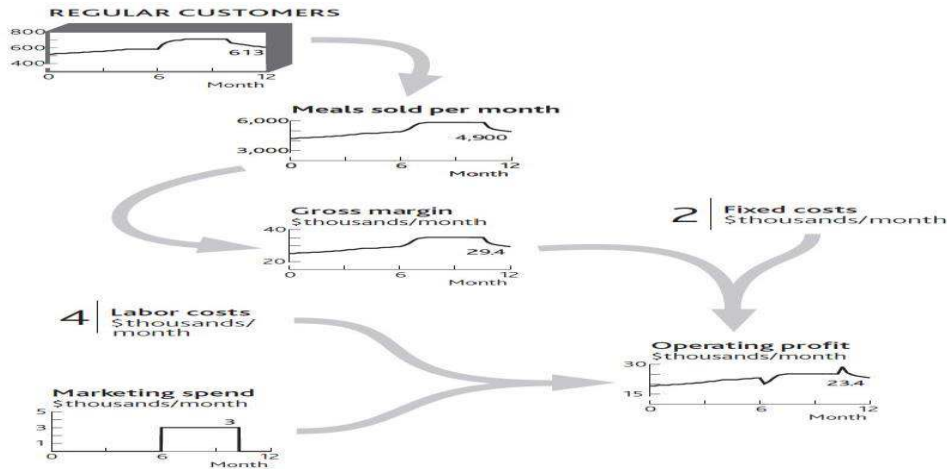 REGULAR CUSTOMERS
800
600
400
613
0 6 12
Month
Meals sold per month
6,000
3,000
4,900
0 6 12
Month
Gross margin
$thousands/month
40
20
29.4
0 6 12
Month
2 Fixed costs
$thousands/month
4 Labor costs
$thousands/
month
Operating profit
$thousands/month
30
15
23.4
0 6 12
Month
Marketing spend
$thousands/month
5
3
1
3
0 6 12
Month